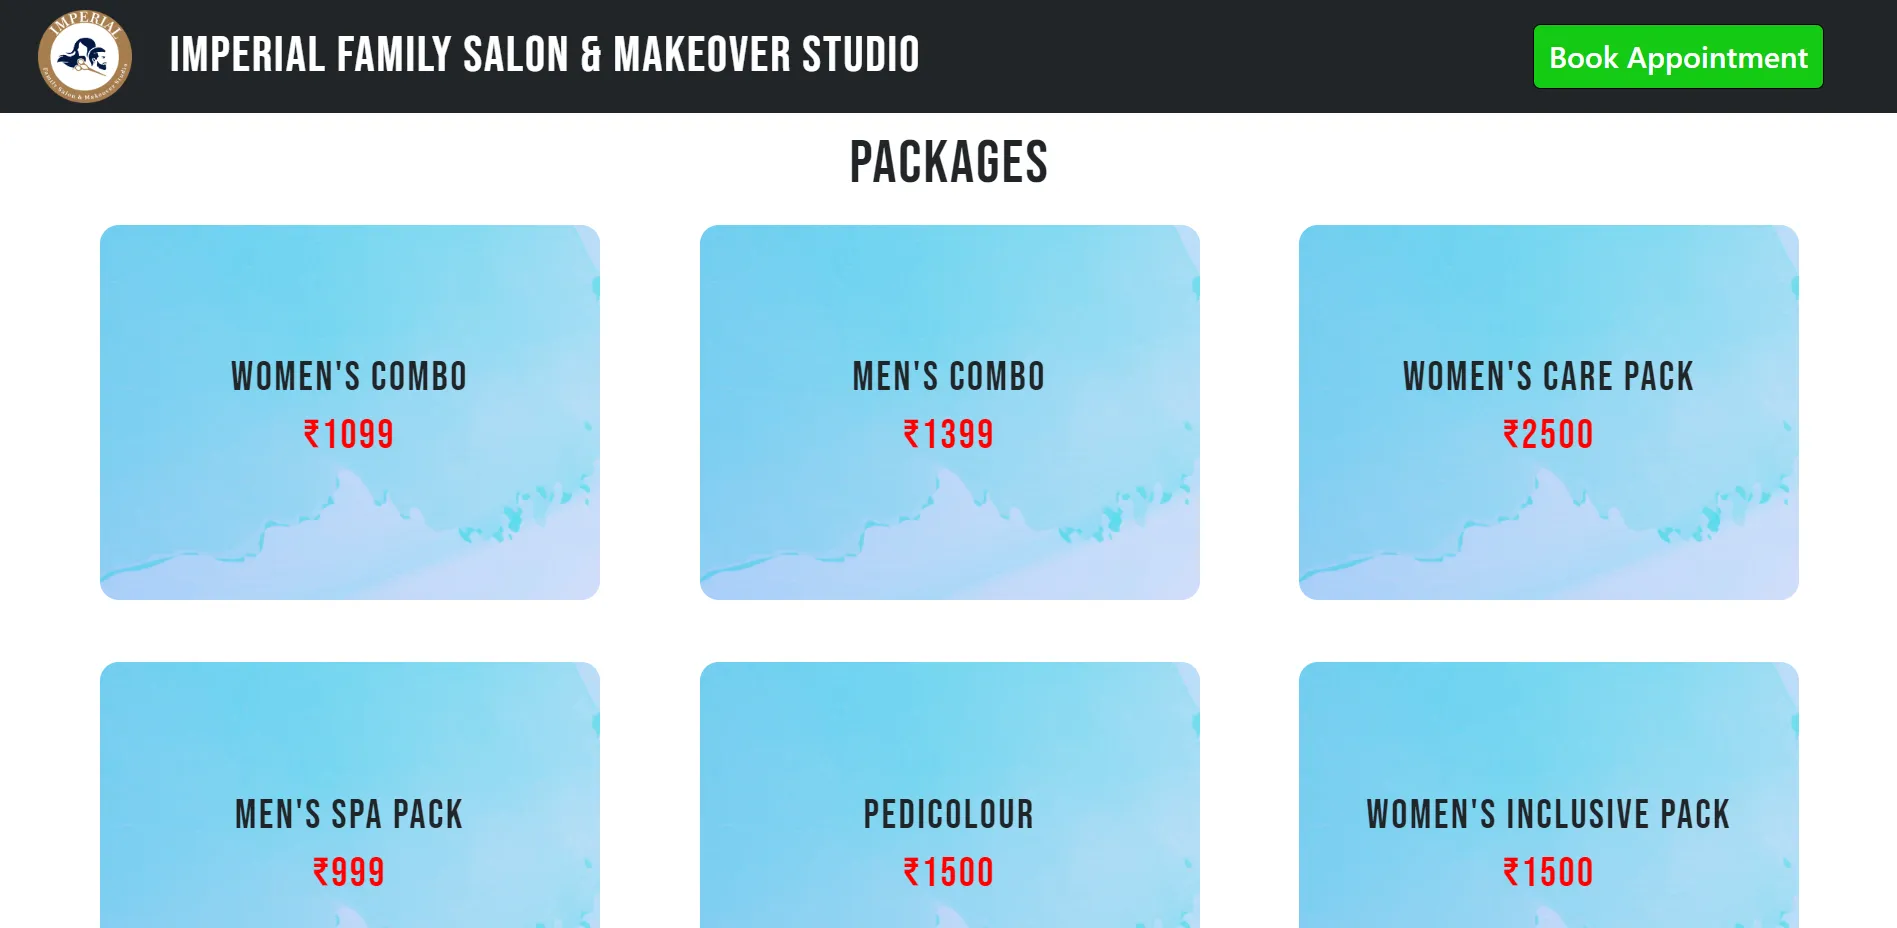 IMPERIAL
Family Salon & Makeover Studio
IMPERIAL FAMILY SALON & MAKEOVER STUDIO
Book Appointment
PACKAGES
WOMEN'S COMBO
₹1099
MEN'S COMBO
₹1399
WOMEN'S CARE PACK
₹2500
MEN'S SPA PACK
₹999
PEDICOLOUR
₹1500
WOMEN'S INCLUSIVE PACK
₹1500